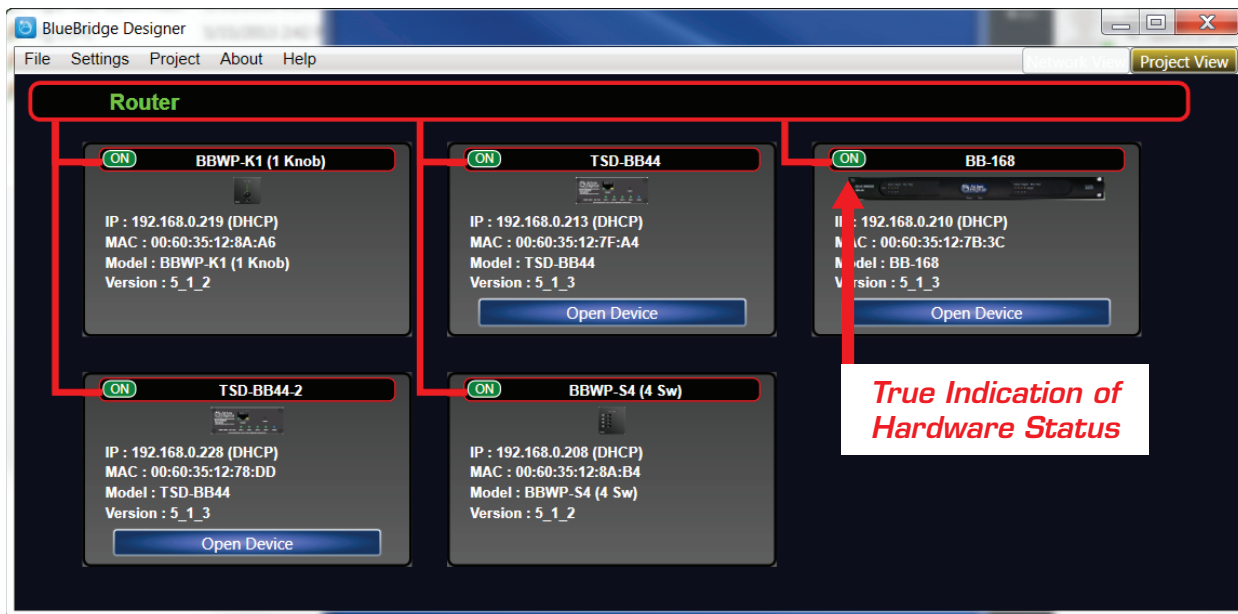 BlueBridge Designer
File Settings Project About Help
Network View Project View
Router
ON BBWP-K1 (1 Knob)
IP : 192.168.0.219 (DHCP)
MAC : 00:60:35:12:8A:A6
Model : BBWP-K1 (1 Knob)
Version : 5_1_2
ON TSD-BB44
IP : 192.168.0.213 (DHCP)
MAC : 00:60:35:12:7F:A4
Model : TSD-BB44
Version : 5_1_3
Open Device
ON BB-168
IP : 192.168.0.210 (DHCP)
MAC : 00:60:35:12:7B:3C
Model : BB-168
Version : 5_1_3
Open Device
True Indication of
Hardware Status
ON TSD-BB44-2
IP : 192.168.0.228 (DHCP)
MAC : 00:60:35:12:78:DD
Model : TSD-BB44
Version : 5_1_3
Open Device
ON BBWP-S4 (4 Sw)
IP : 192.168.0.208 (DHCP)
MAC : 00:60:35:12:8A:B4
Model : BBWP-S4 (4 Sw)
Version : 5_1_2